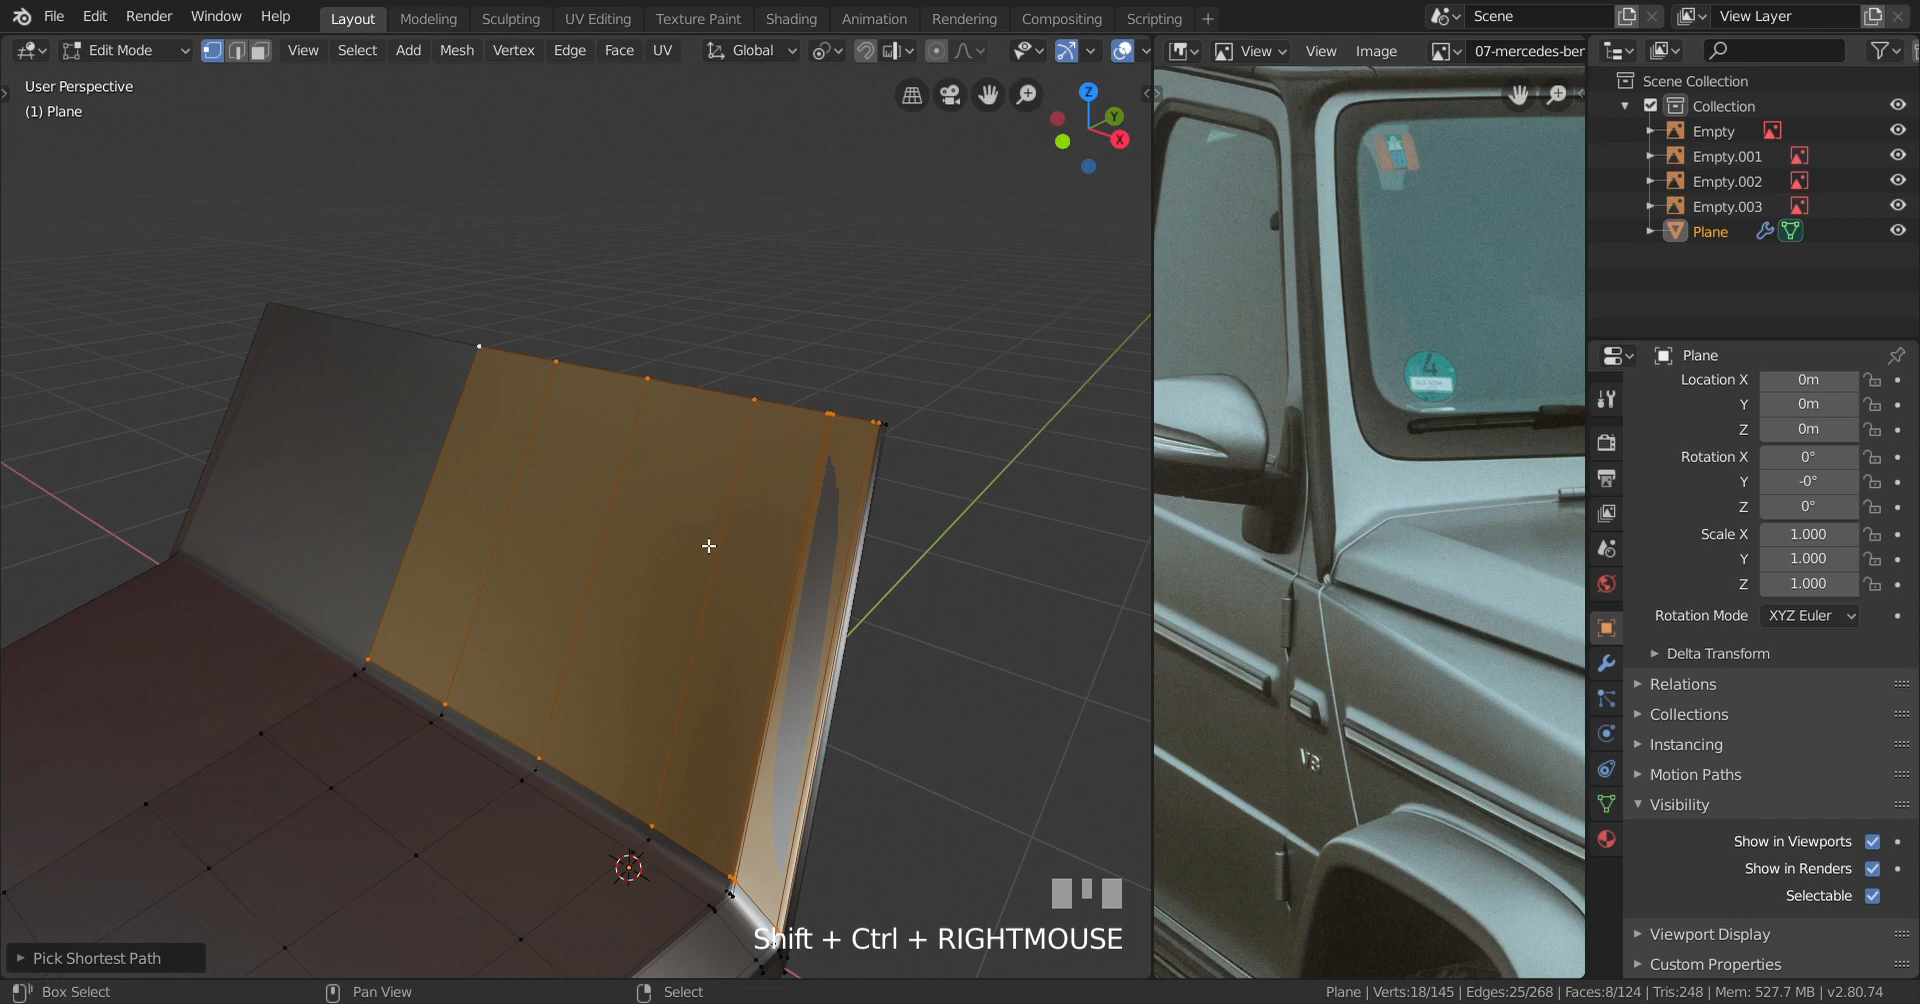 File Edit Render Window Help
Layout Modeling Sculpting UV Editing Texture Paint Shading Animation Rendering Compositing Scripting +
Scene
View Layer
Edit Mode View Select Add Mesh Vertex Edge Face UV Global
View View Image 07-mercedes-ber
User Perspective
(1) Plane
Z
Y
X
Scene Collection
Collection
Empty
Empty.001
Empty.002
Empty.003
Plane
4
V8
Plane
Location X 0m
Y 0m
Z 0m
Rotation X 0°
Y -0°
Z 0°
Scale X 1.000
Y 1.000
Z 1.000
Rotation Mode XYZ Euler
Delta Transform
Relations
Collections
Instancing
Motion Paths
Visibility
Show in Viewports
Show in Renders
Selectable
Viewport Display
Custom Properties
Shift + Ctrl + RIGHTMOUSE
Pick Shortest Path
Box Select Pan View Select
Plane | Verts:18/145 | Edges:25/268 | Faces:8/124 | Tris:248 | Mem: 527.7 MB | v2.80.74